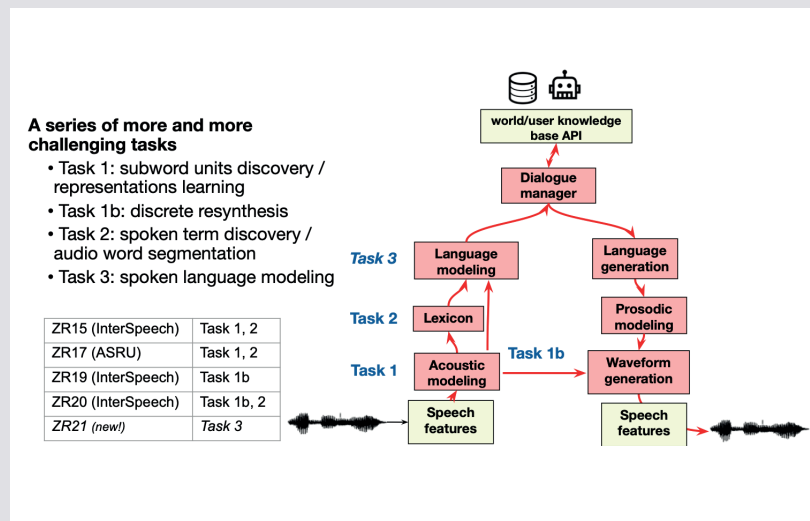 A series of more and more
challenging tasks
• Task 1: subword units discovery /
representations learning
• Task 1b: discrete resynthesis
• Task 2: spoken term discovery /
audio word segmentation
• Task 3: spoken language modeling
ZR15 (InterSpeech) Task 1, 2
ZR17 (ASRU) Task 1, 2
ZR19 (InterSpeech) Task 1b
ZR20 (InterSpeech) Task 1b, 2
ZR21 (new!) Task 3
world/user knowledge
base API
Dialogue
manager
Task 3
Language
modeling
Language
generation
Task 2
Lexicon
Prosodic
modeling
Task 1
Acoustic
modeling
Task 1b
Waveform
generation
Speech
features
Speech
features